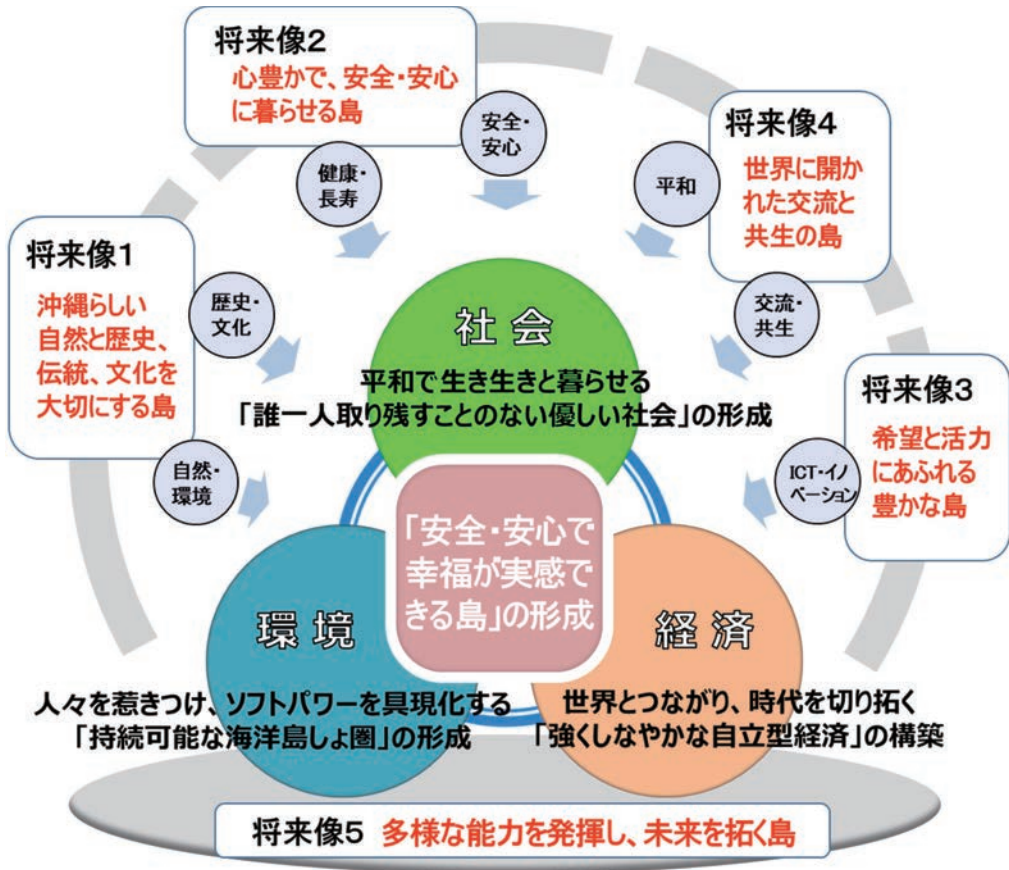 将来像2
心豊かで、安全・安心
に暮らせる島
安全・
安心
健康・
長寿
将来像4
世界に開か
れた交流と
共生の島
平和
交流・
共生
将来像1
沖縄らしい
自然と歴史、
伝統、文化を
大切にする島
歴史・
文化
自然・
環境
将来像3
希望と活力
にあふれる
豊かな島
ICT・イノ
ベーション
社会
平和で生き生きと暮らせる
「誰一人取り残すことのない優しい社会」の形成
「安全・安心で
幸福が実感で
きる島」の形成
環境
人々を惹きつけ、ソフトパワーを具現化する
「持続可能な海洋島しょ圏」の形成
経済
世界とつながり、時代を切り拓く
「強くしなやかな自立型経済」の構築
将来像5 多様な能力を発揮し、未来を拓く島